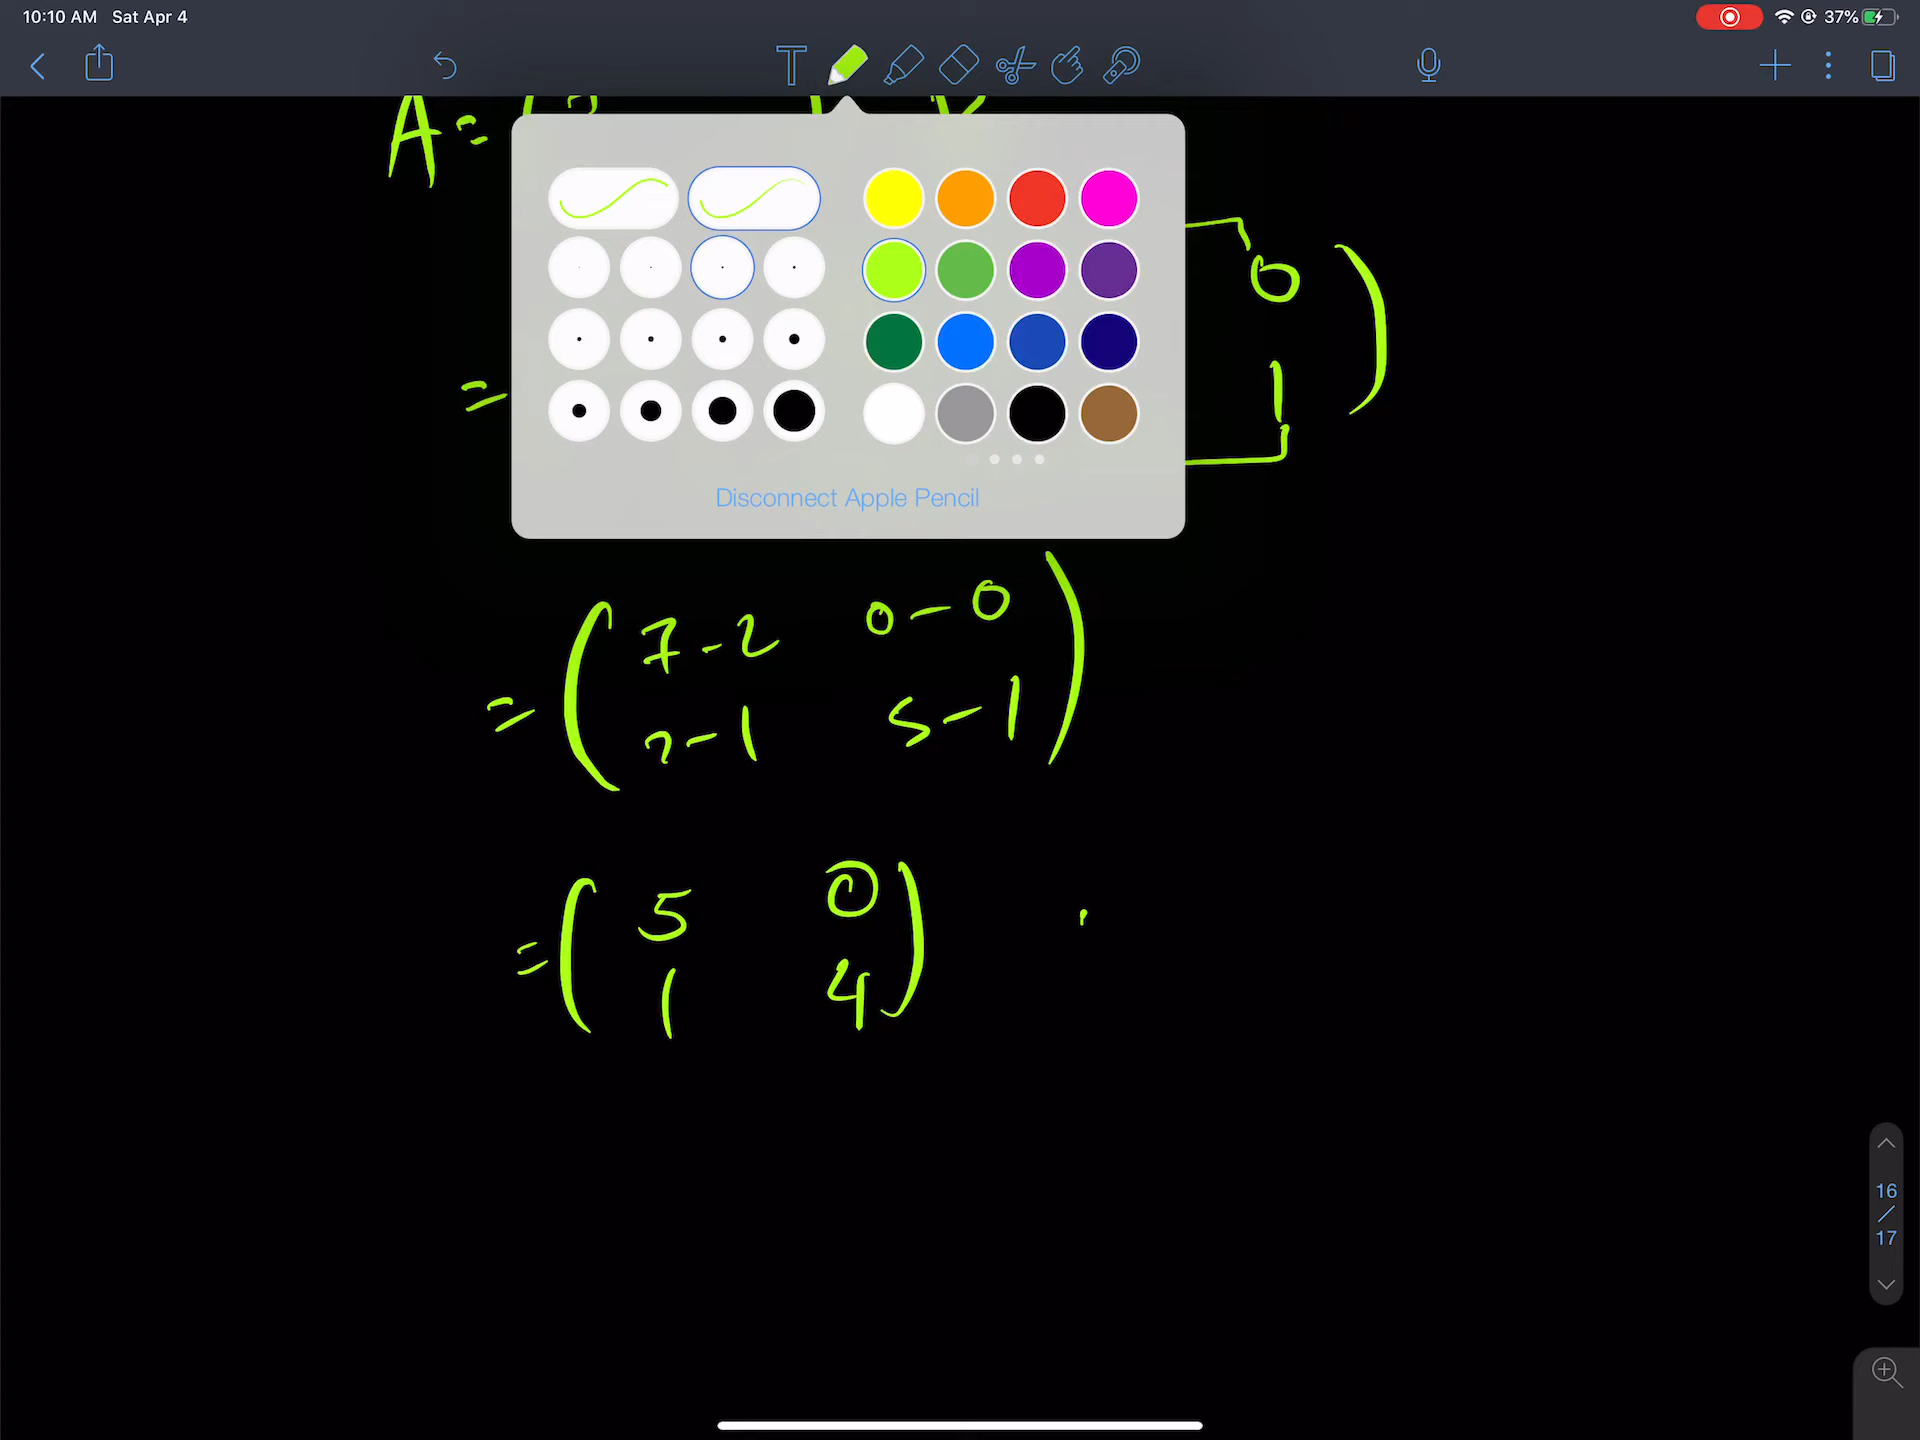 10:10 AM Sat Apr 4 37%
A =
0
=
1
Disconnect Apple Pencil
7 - 2 0 - 0
= (
2 - 1 5 - 1 )
5 0
= (
1 4 )
16
/
17